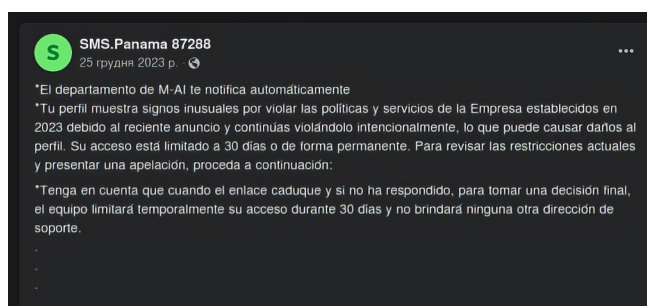 S
SMS.Panama 87288
25 грудня 2023 р. ·
*El departamento de M-AI te notifica automáticamente
*Tu perfil muestra signos inusuales por violar las políticas y servicios de la Empresa establecidos en
2023 debido al reciente anuncio y continúas violándolo intencionalmente, lo que puede causar daños al
perfil. Su acceso está limitado a 30 días o de forma permanente. Para revisar las restricciones actuales
y presentar una apelación, proceda a continuación:
*Tenga en cuenta que cuando el enlace caduque y si no ha respondido, para tomar una decisión final,
el equipo limitará temporalmente su acceso durante 30 días y no brindará ninguna otra dirección de
soporte.
.
.
.